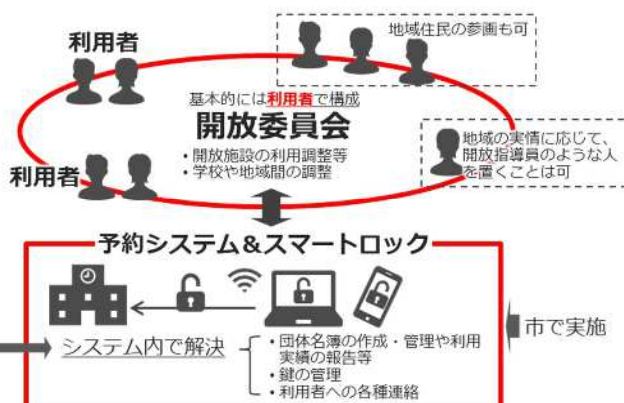 地域住民の参画も可
利用者
基本的には利用者で構成
開放委員会
・開放施設の利用調整等
・学校や地域間の調整
利用者
地域の実情に応じて、
開放指導員のような人
を置くことは可
予約システム&スマートロック
システム内で解決
・団体名簿の作成・管理や利用
実績の報告等
・鍵の管理
・利用者への各種連絡
市で実施